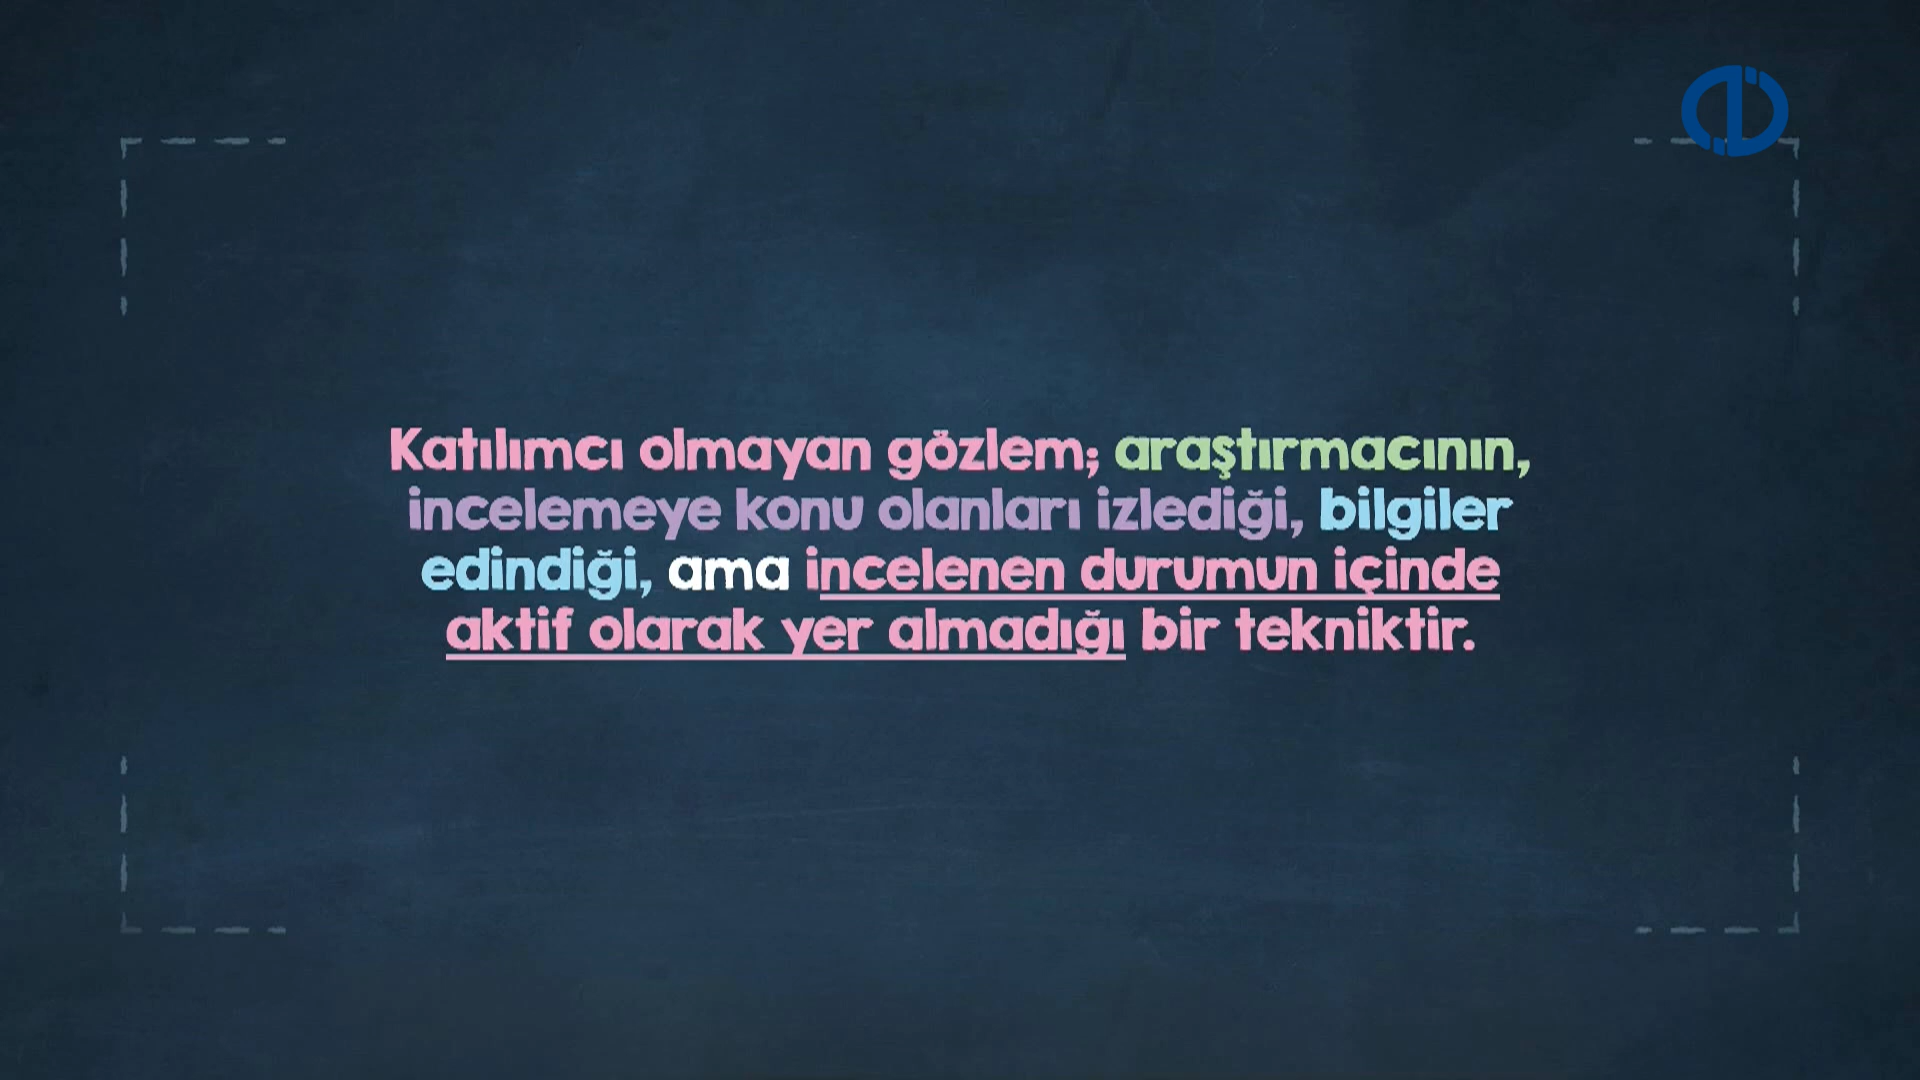 Katılımcı olmayan gözlem; araştırmacının,
incelemeye konu olanları izlediği, bilgiler
edindiği, ama incelenen durumun içinde
aktif olarak yer almadığı bir tekniktir.